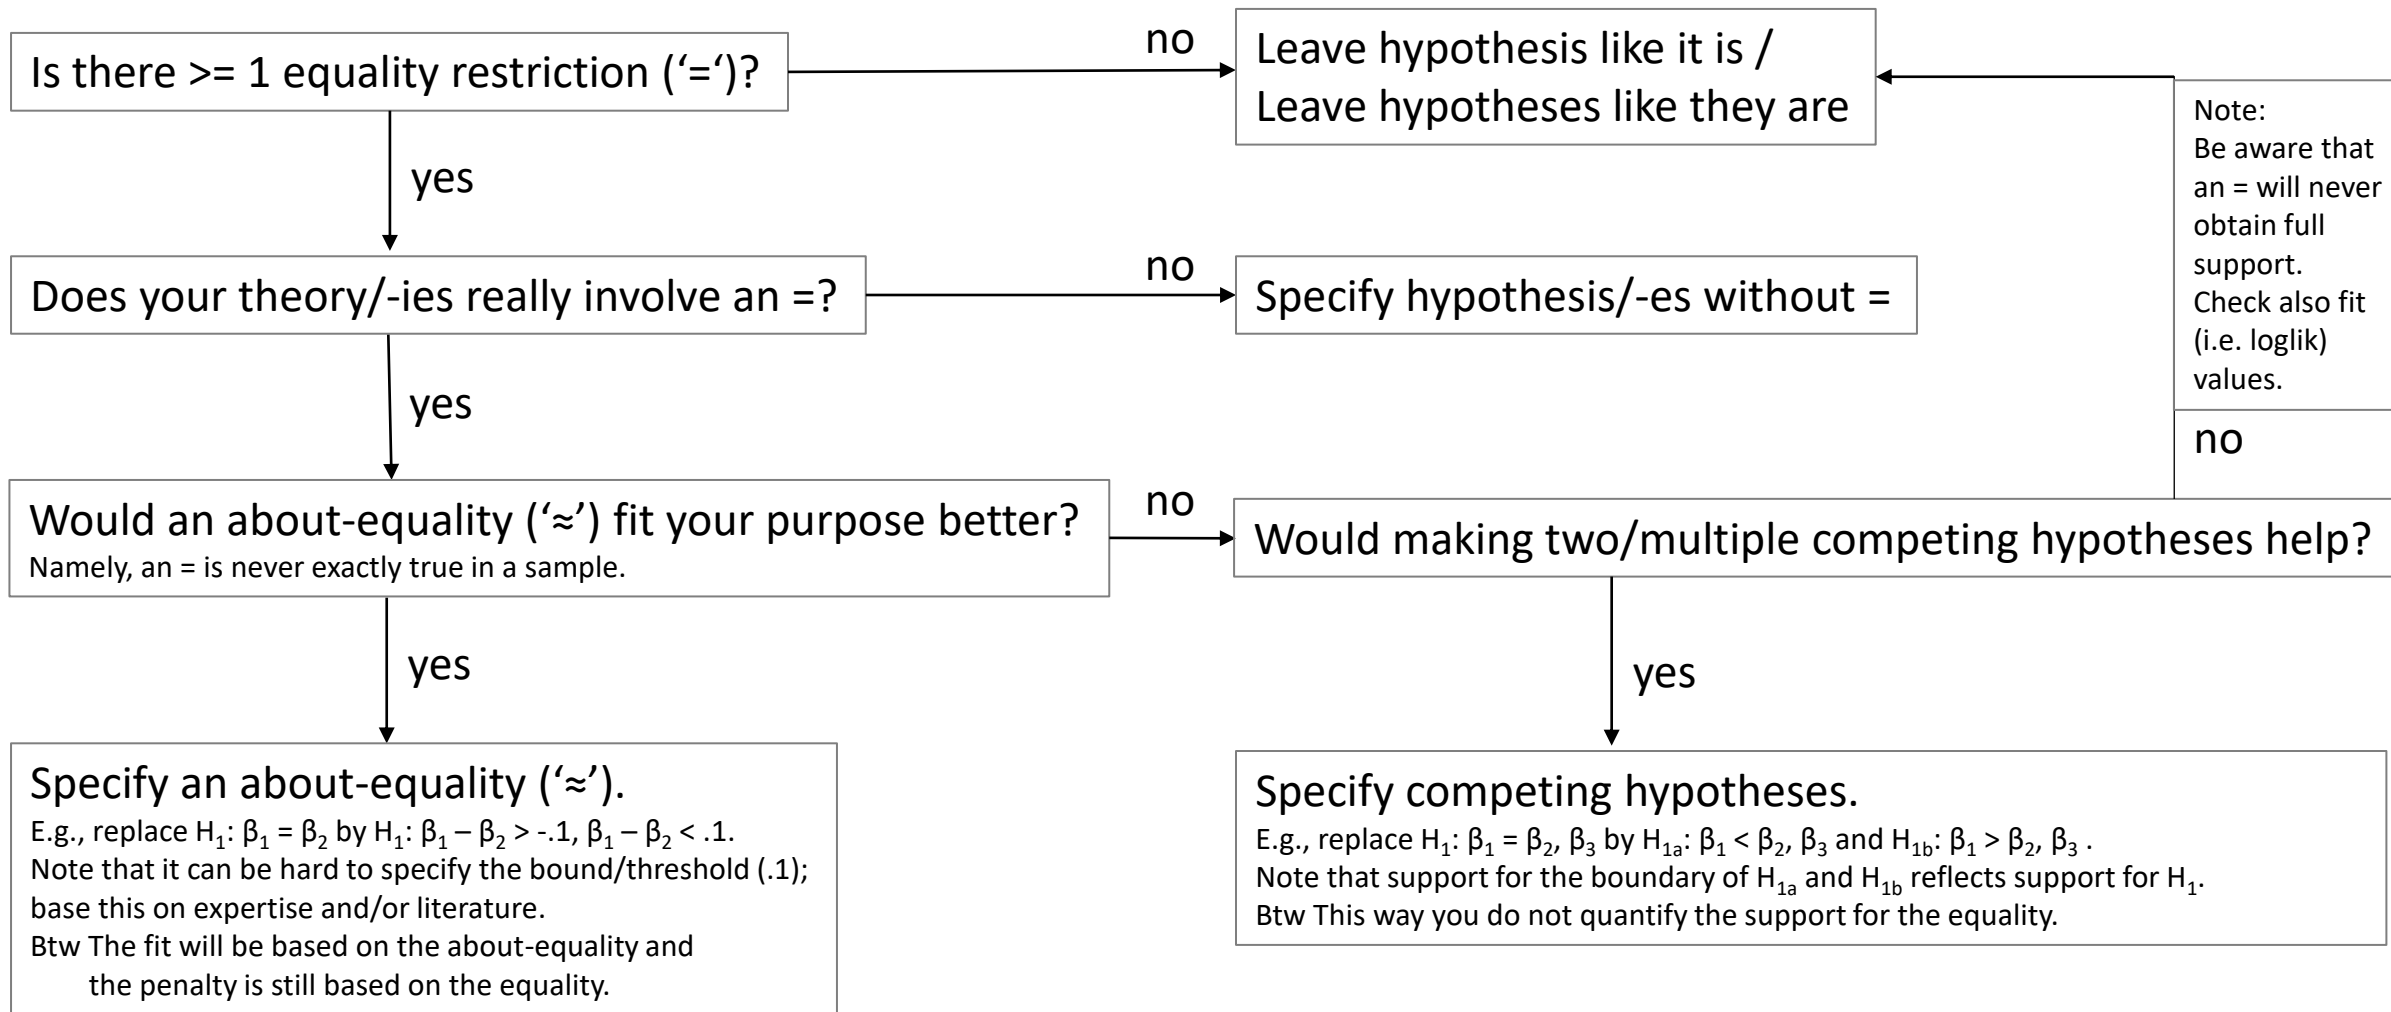 Is there >= 1 equality restriction (‘=‘)?
no
Leave hypothesis like it is /
Leave hypotheses like they are
yes
Note:
Be aware that
an = will never
obtain full
support.
Check also fit
(i.e. loglik)
values.
no
Does your theory/-ies really involve an =?
no
Specify hypothesis/-es without =
yes
Would an about-equality (‘≈’) fit your purpose better?
Namely, an = is never exactly true in a sample.
no
Would making two/multiple competing hypotheses help?
yes
yes
Specify an about-equality (‘≈’).
E.g., replace H₁: β₁ = β₂ by H₁: β₁ – β₂ > -.1, β₁ – β₂ < .1.
Note that it can be hard to specify the bound/threshold (.1);
base this on expertise and/or literature.
Btw The fit will be based on the about-equality and
the penalty is still based on the equality.
Specify competing hypotheses.
E.g., replace H₁: β₁ = β₂, β₃ by H₁ₐ: β₁ < β₂, β₃ and H₁b: β₁ > β₂, β₃ .
Note that support for the boundary of H₁ₐ and H₁b reflects support for H₁.
Btw This way you do not quantify the support for the equality.